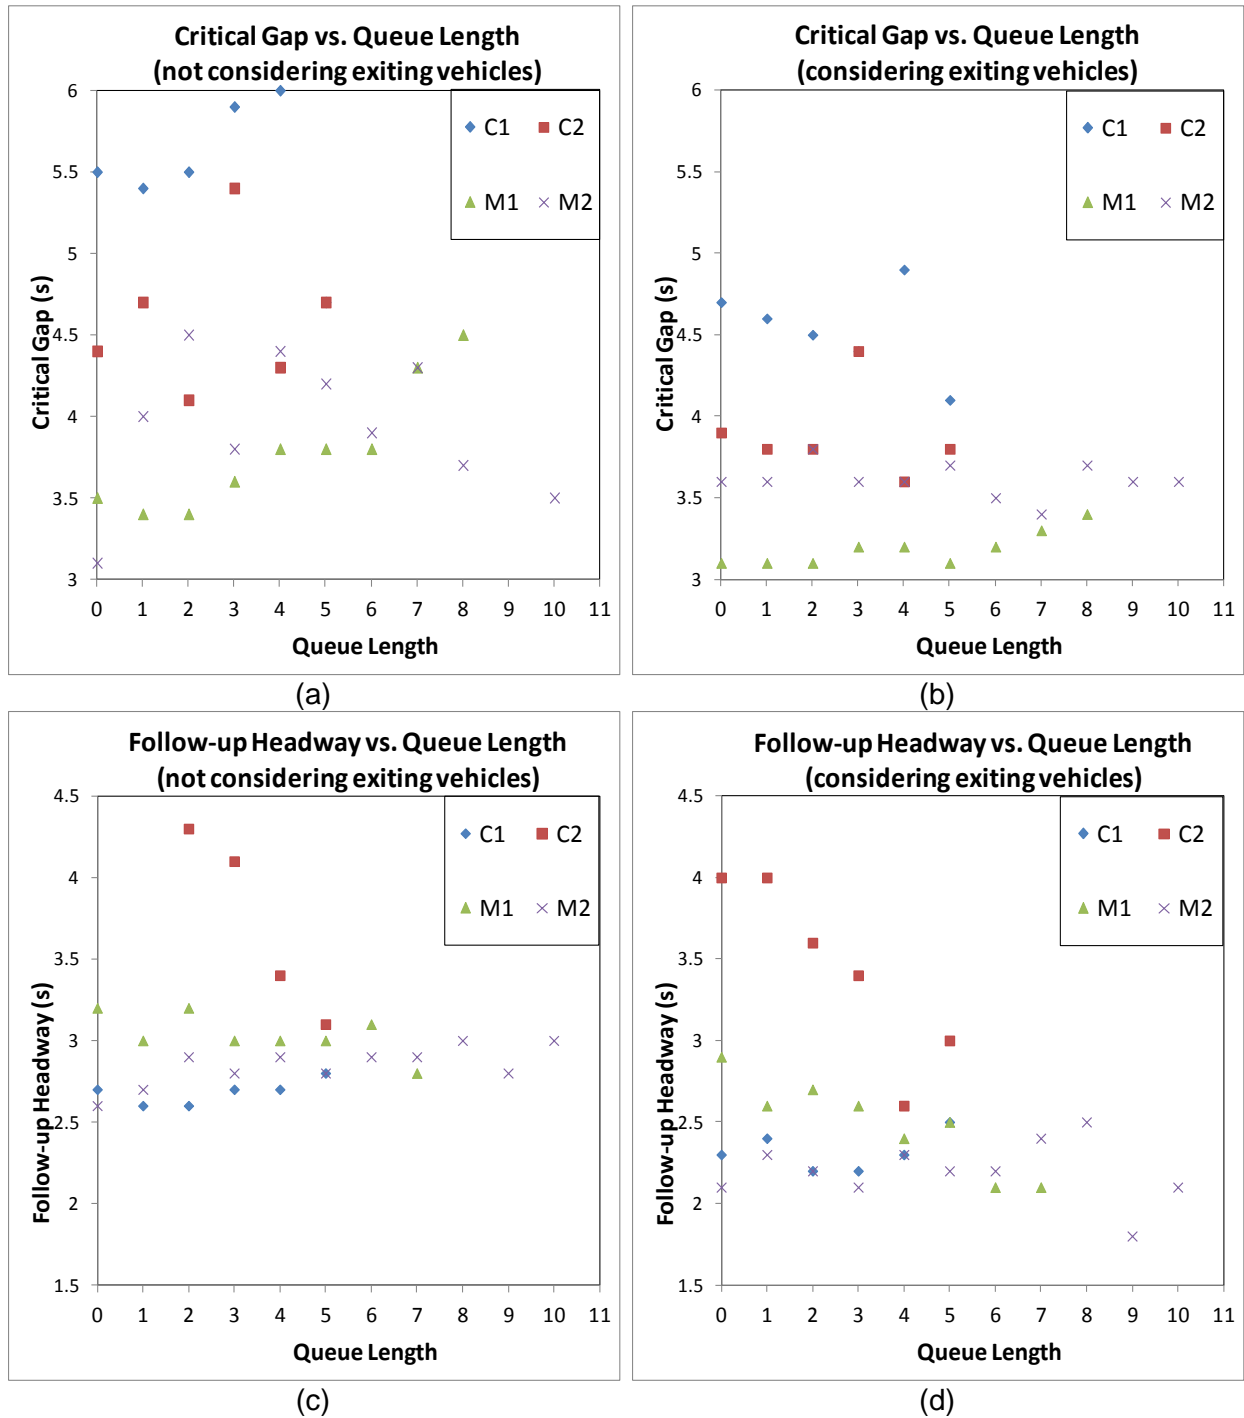 Critical Gap vs. Queue Length
(not considering exiting vehicles)
6
5.5
5
4.5
4
3.5
3
Critical Gap (s)
C1 C2
M1 M2
0 1 2 3 4 5 6 7 8 9 10 11
Queue Length
(a)
Critical Gap vs. Queue Length
(considering exiting vehicles)
6
5.5
5
4.5
4
3.5
3
Critical Gap (s)
C1 C2
M1 M2
0 1 2 3 4 5 6 7 8 9 10 11
Queue Length
(b)
Follow-up Headway vs. Queue Length
(not considering exiting vehicles)
4.5
4
3.5
3
2.5
2
1.5
Follow-up Headway (s)
C1 C2
M1 M2
0 1 2 3 4 5 6 7 8 9 10 11
Queue Length
(c)
Follow-up Headway vs. Queue Length
(considering exiting vehicles)
4.5
4
3.5
3
2.5
2
1.5
Follow-up Headway (s)
C1 C2
M1 M2
0 1 2 3 4 5 6 7 8 9 10 11
Queue Length
(d)